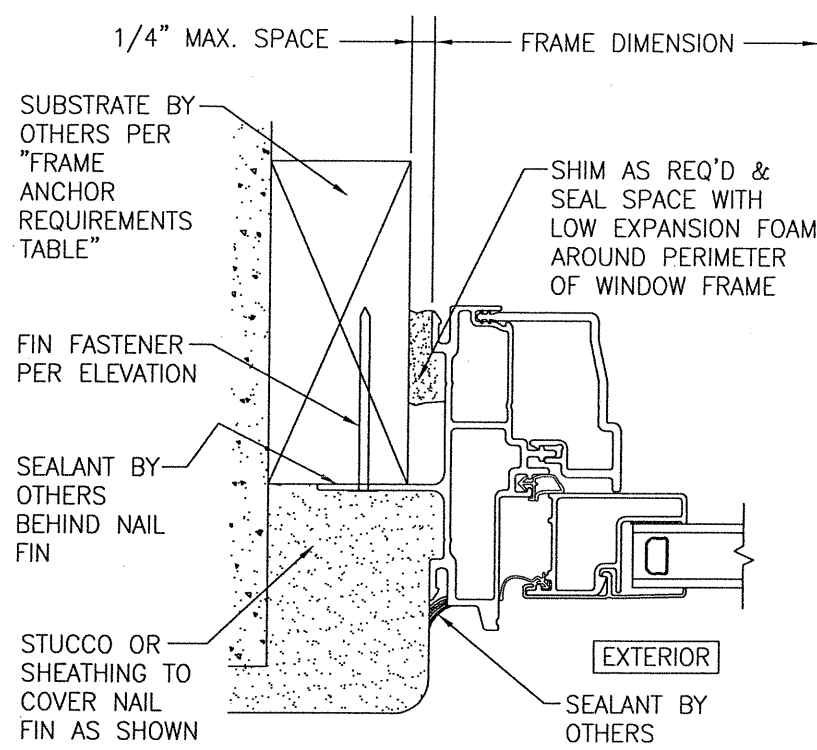 1/4" MAX. SPACE
FRAME DIMENSION
SUBSTRATE BY
OTHERS PER
"FRAME
ANCHOR
REQUIREMENTS
TABLE"
SHIM AS REQ'D &
SEAL SPACE WITH
LOW EXPANSION FOAM
AROUND PERIMETER
OF WINDOW FRAME
FIN FASTENER
PER ELEVATION
SEALANT BY
OTHERS
BEHIND NAIL
FIN
STUCCO OR
SHEATHING TO
COVER NAIL
FIN AS SHOWN
EXTERIOR
SEALANT BY
OTHERS